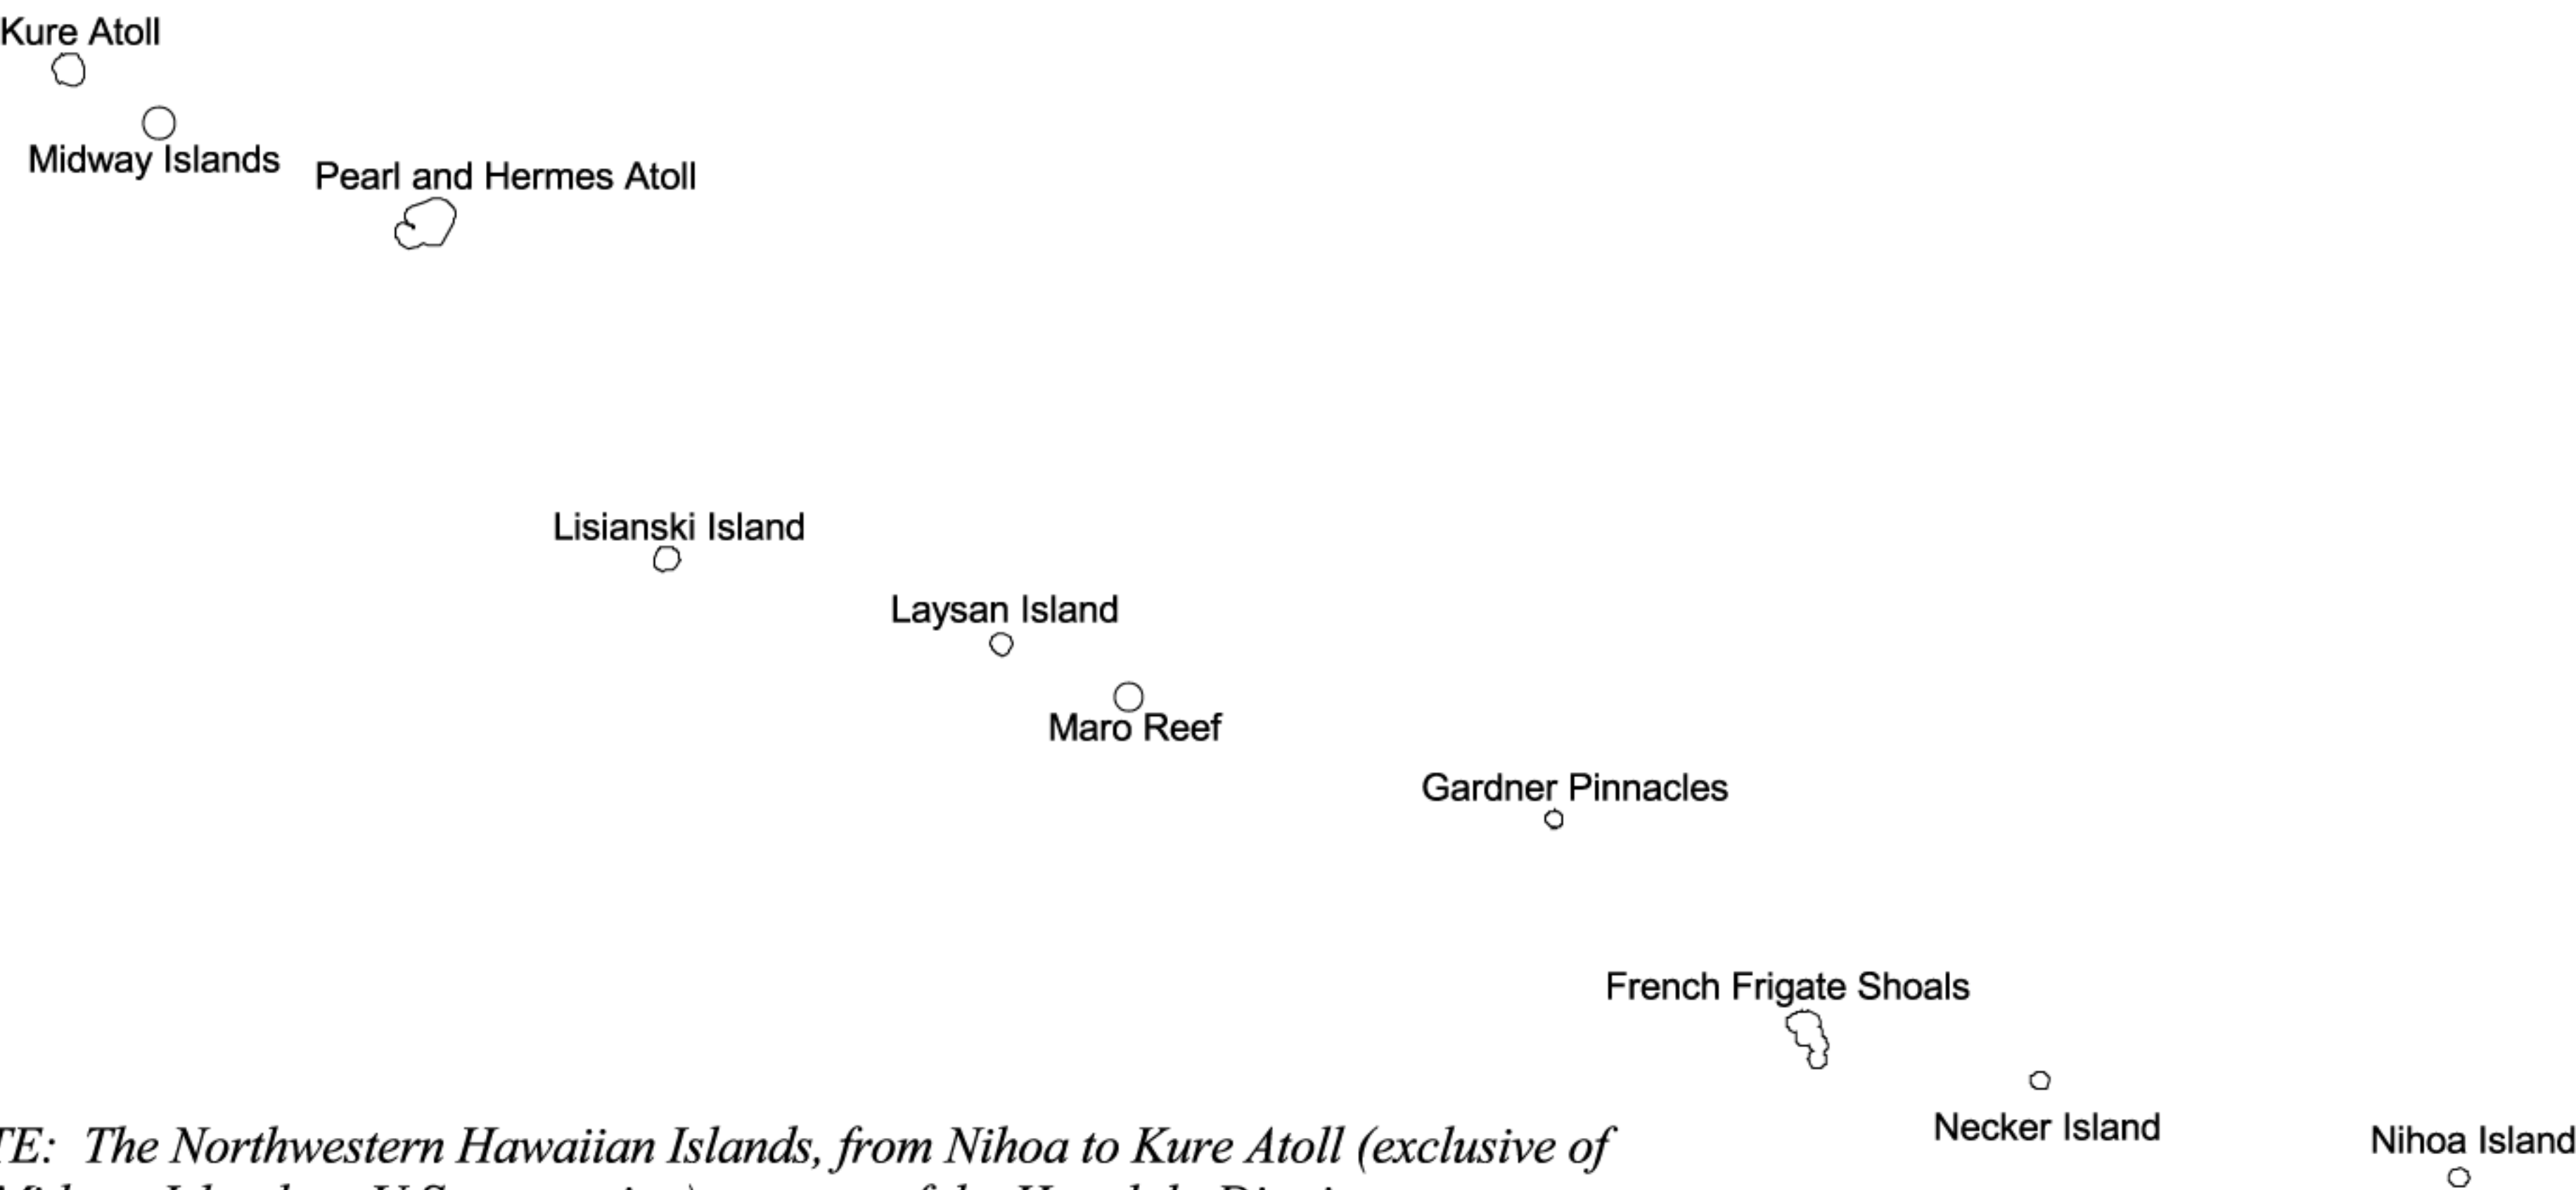 Kure Atoll
Midway Islands
Pearl and Hermes Atoll
Lisianski Island
Laysan Island
Maro Reef
Gardner Pinnacles
French Frigate Shoals
Necker Island
Nihoa Island
TE: The Northwestern Hawaiian Islands, from Nihoa to Kure Atoll (exclusive of